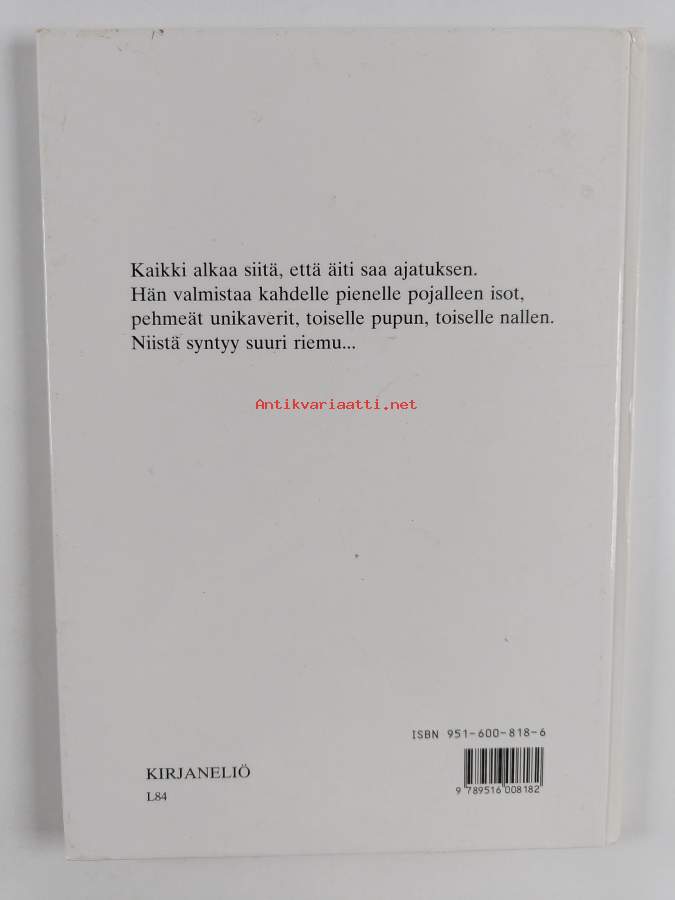 Kaikki alkaa siitä, että äiti saa ajatuksen.
Hän valmistaa kahdelle pienelle pojalleen isot,
pehmeät unikaverit, toiselle pupun, toiselle nallen.
Niistä syntyy suuri riemu...
Antikvariaatti.net
ISBN 951-600-818-6
KIRJANELIÖ
L84
9 789516 008182